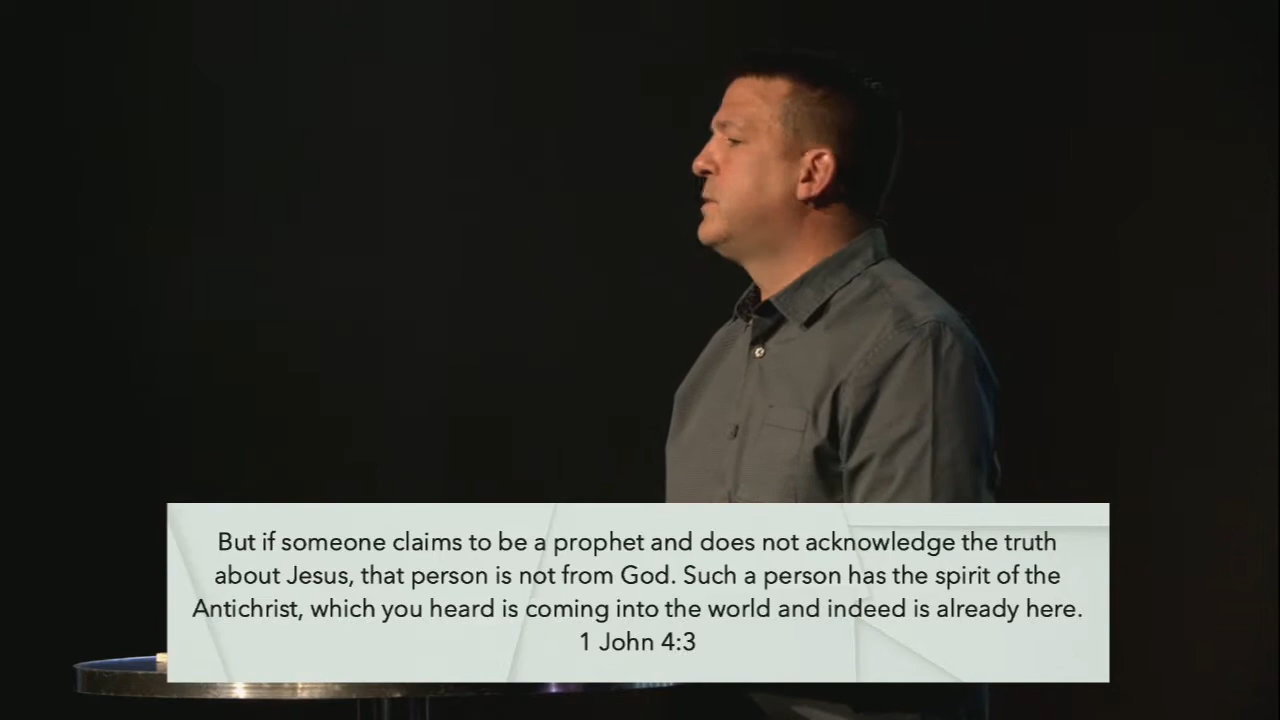 But if someone claims to be a prophet and does not acknowledge the truth
about Jesus, that person is not from God. Such a person has the spirit of the
Antichrist, which you heard is coming into the world and indeed is already here.
1 John 4:3